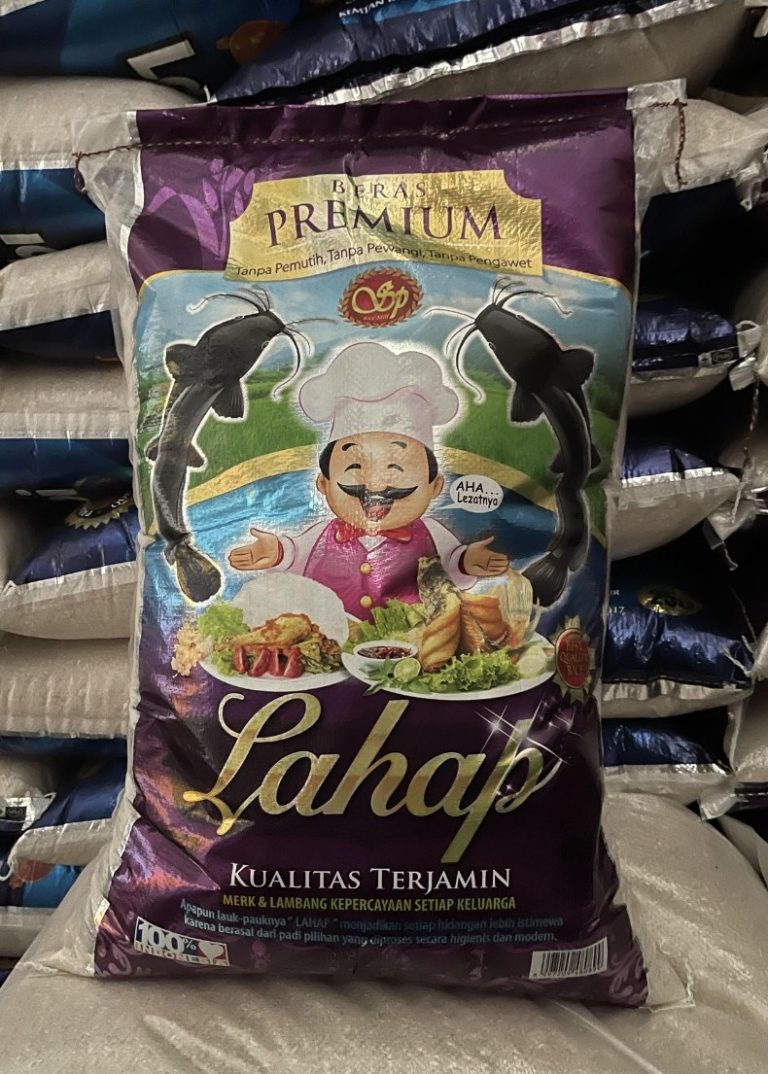 BERAS
PREMIUM
Tanpa Pemutih, Tanpa Pewangi, Tanpa Pengawet
Sp
AHA...
Lezatnya
Lahap
KUALITAS TERJAMIN
MERK & LAMBANG KEPERCAYAAN SETIAP KELUARGA
Apapun lauk-pauknya " LAHAP " menjadikan setiap hidangan lebih istimewa
karena berasal dari padi pilihan yang diproses secara higienis dan modern.
100%
INDONESIA